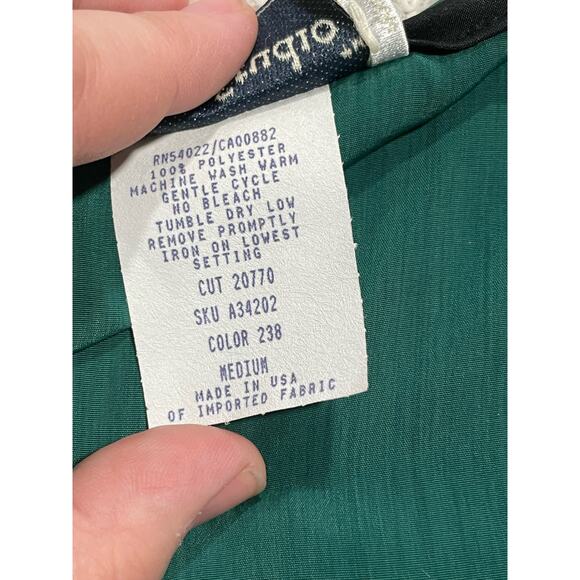 RN54022/CA00882
100% POLYESTER
MACHINE WASH WARM
GENTLE CYCLE
NO BLEACH
TUMBLE DRY LOW
REMOVE PROMPTLY
IRON ON LOWEST
SETTING
CUT 20770
SKU A34202
COLOR 238
MEDIUM
MADE IN USA
OF IMPORTED FABRIC